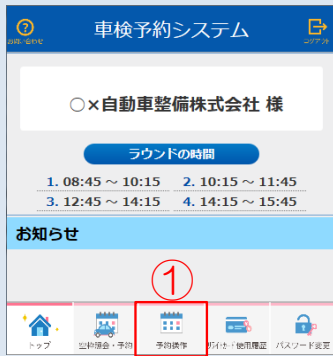 車検予約システム
お問い合わせ
ログアウト
○×自動車整備株式会社 様
ラウンドの時間
1. 08:45 ～ 10:15 2. 10:15 ～ 11:45
3. 12:45 ～ 14:15 4. 14:15 ～ 15:45
お知らせ
①
トップ 空枠照会・予約 予約操作 使用履歴 パスワード変更